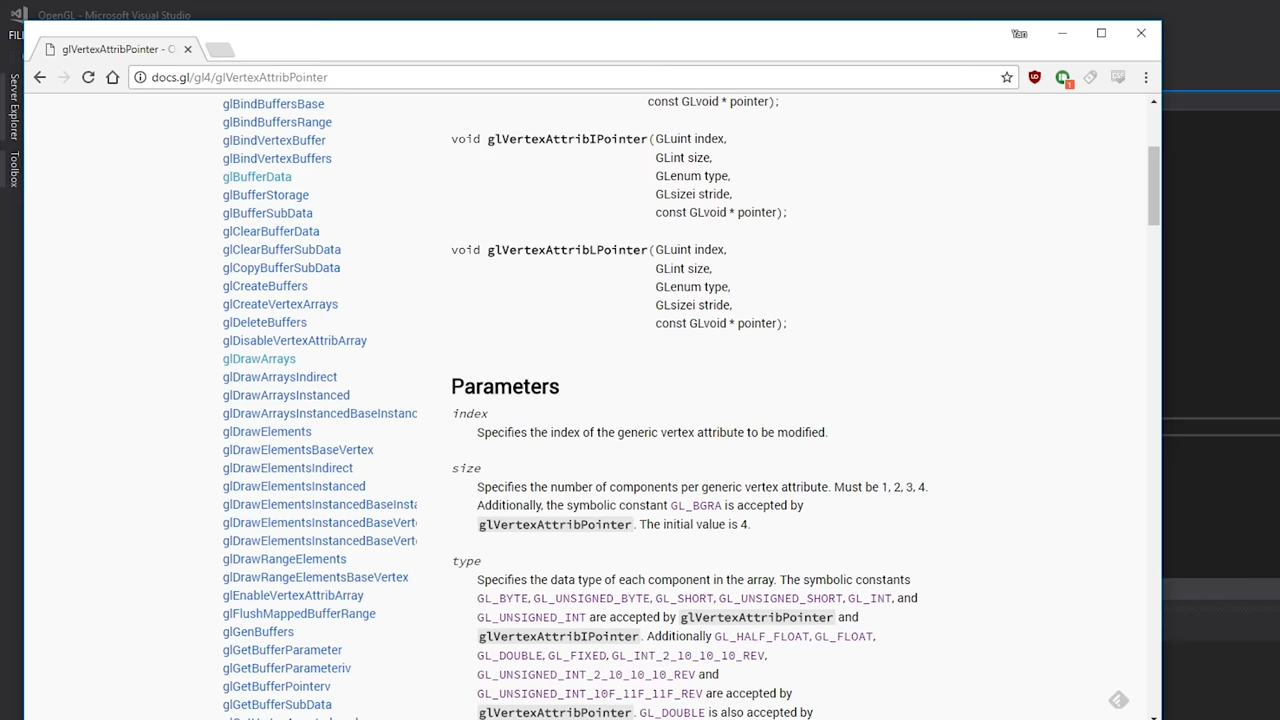 OpenGL - Microsoft Visual Studio
FIL
Server Explorer
Toolbox
Yan
glVertexAttribPointer - O
docs.gl/gl4/glVertexAttribPointer
1
glBindBuffersBase
glBindBuffersRange
glBindVertexBuffer
glBindVertexBuffers
glBufferData
glBufferStorage
glBufferSubData
glClearBufferData
glClearBufferSubData
glCopyBufferSubData
glCreateBuffers
glCreateVertexArrays
glDeleteBuffers
glDisableVertexAttribArray
glDrawArrays
glDrawArraysIndirect
glDrawArraysInstanced
glDrawArraysInstancedBaseInstanc
glDrawElements
glDrawElementsBaseVertex
glDrawElementsIndirect
glDrawElementsInstanced
glDrawElementsInstancedBaseInsta
glDrawElementsInstancedBaseVert
glDrawElementsInstancedBaseVert
glDrawRangeElements
glDrawRangeElementsBaseVertex
glEnableVertexAttribArray
glFlushMappedBufferRange
glGenBuffers
glGetBufferParameter
glGetBufferParameteriv
glGetBufferPointerv
glGetBufferSubData
const GLvoid * pointer);
void glVertexAttribIPointer(GLuint index,
GLint size,
GLenum type,
GLsizei stride,
const GLvoid * pointer);
void glVertexAttribLPointer(GLuint index,
GLint size,
GLenum type,
GLsizei stride,
const GLvoid * pointer);
Parameters
index
Specifies the index of the generic vertex attribute to be modified.
size
Specifies the number of components per generic vertex attribute. Must be 1, 2, 3, 4.
Additionally, the symbolic constant GL_BGRA is accepted by
glVertexAttribPointer. The initial value is 4.
type
Specifies the data type of each component in the array. The symbolic constants
GL_BYTE, GL_UNSIGNED_BYTE, GL_SHORT, GL_UNSIGNED_SHORT, GL_INT, and
GL_UNSIGNED_INT are accepted by glVertexAttribPointer and
glVertexAttribIPointer. Additionally GL_HALF_FLOAT, GL_FLOAT,
GL_DOUBLE, GL_FIXED, GL_INT_2_10_10_10_REV,
GL_UNSIGNED_INT_2_10_10_10_REV and
GL_UNSIGNED_INT_10F_11F_11F_REV are accepted by
glVertexAttribPointer. GL_DOUBLE is also accepted by